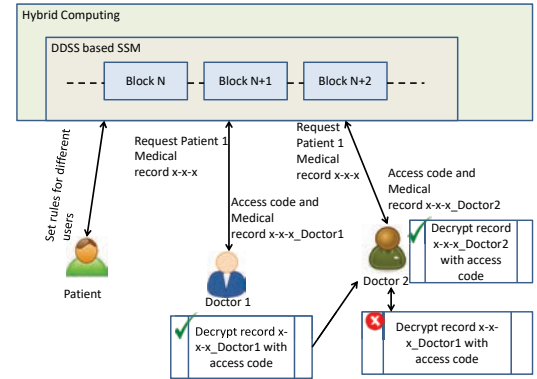 Hybrid Computing
DDSS based SSM
Block N
Block N+1
Block N+2
Set rules for different
users
Request Patient 1
Medical
record x-x-x
Request
Patient 1
Medical
record x-x-x
Access code and
Medical
record x-x-x_Doctor1
Access code and
Medical
record x-x-x_Doctor2
Patient
Doctor 1
Doctor 2
Decrypt record
x-x-x_Doctor2
with access
code
Decrypt record x-
x-x_Doctor1 with
access code
Decrypt record x-x-
x_Doctor1 with
access code